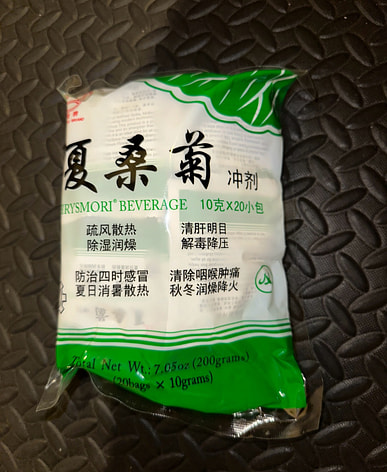 夏桑菊 冲剂
RYSMORI® BEVERAGE 10克X20小包
疏风散热 清肝明目
除湿润燥 解毒降压
防治四时感冒 清除咽喉肿痛
夏日消暑散热 秋冬润燥降火
Total Net Wt.:7.05oz (200grams)
(20bags × 10grams)